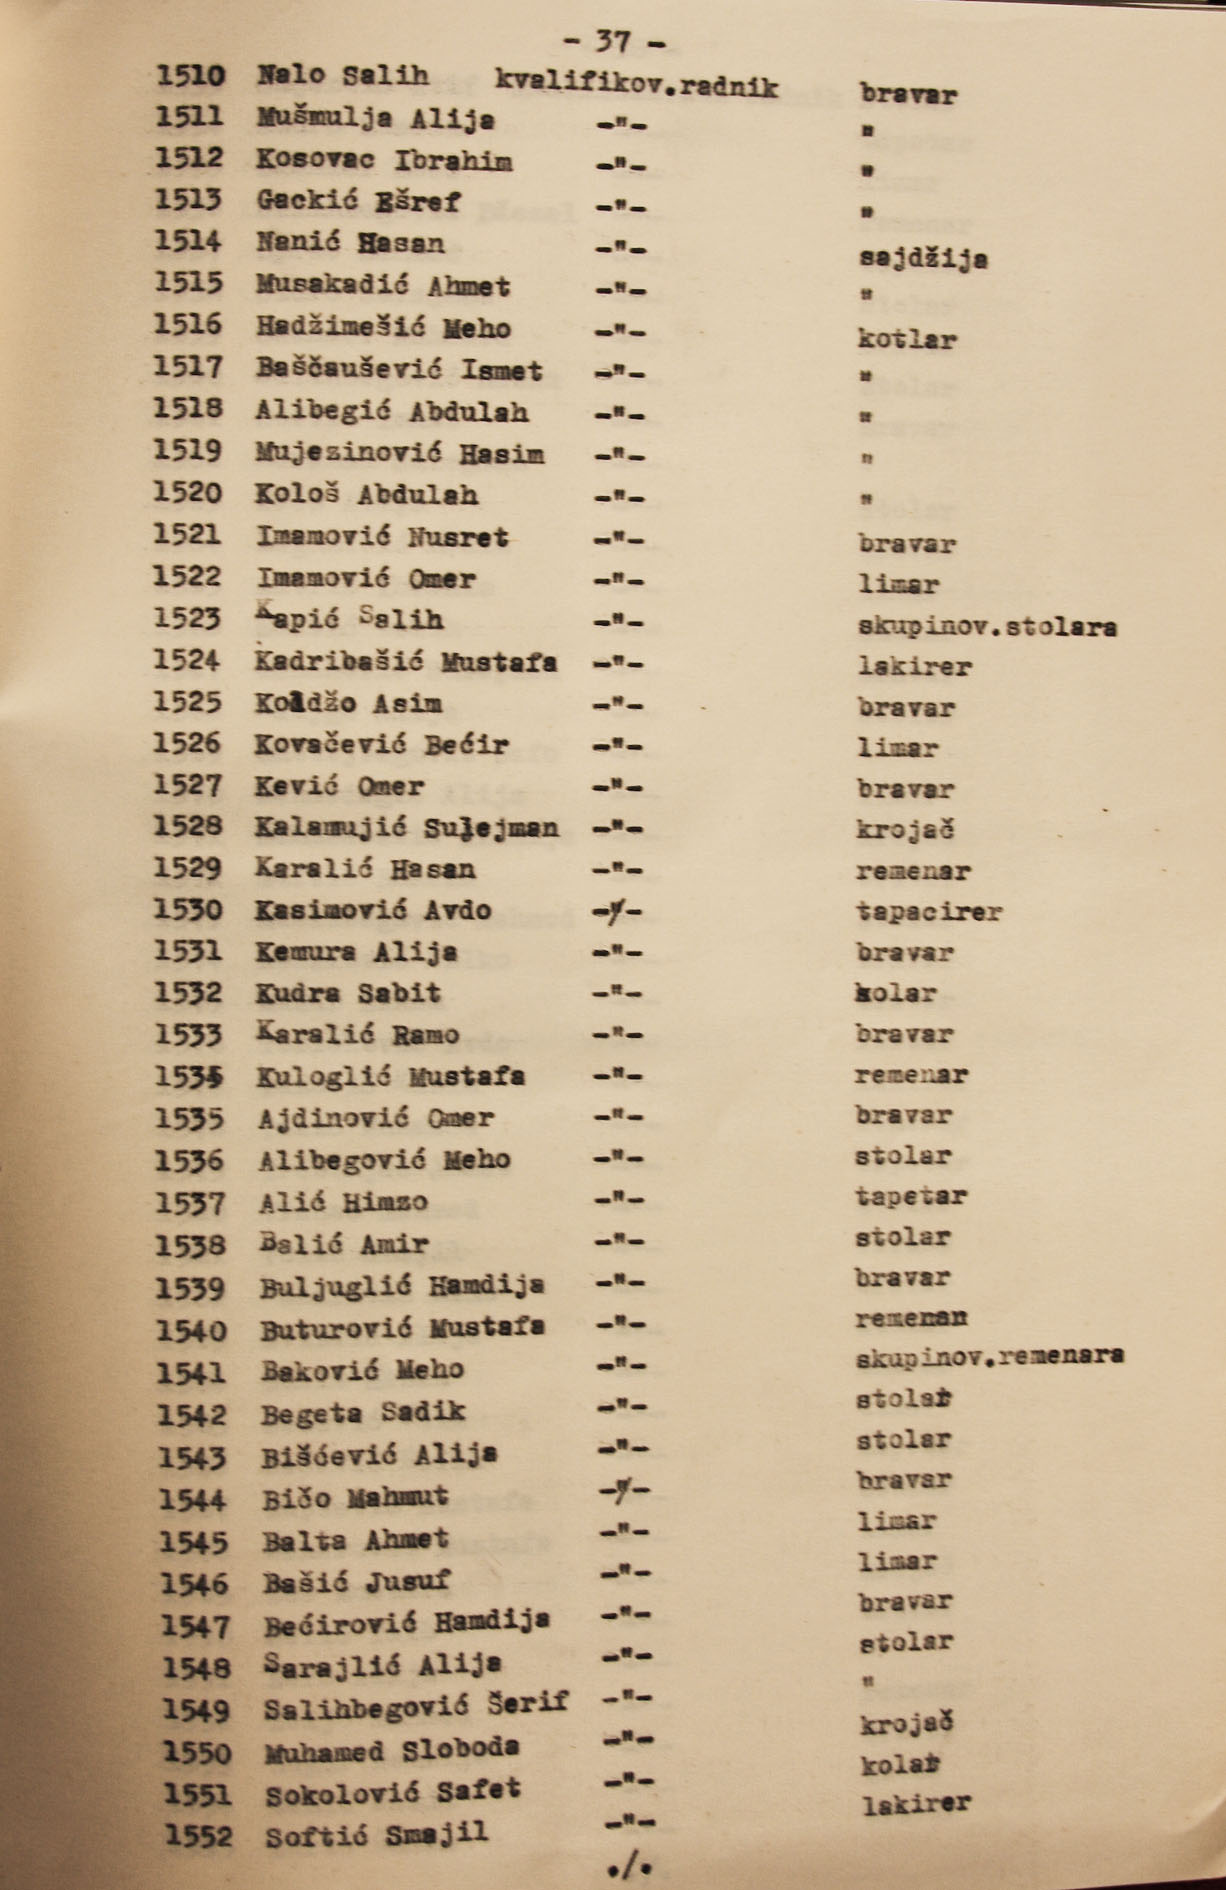 - 37 -
1510 Nalo Salih kvalifikov.radnik bravar
1511 Mušmulja Alija -"- "
1512 Kosovac Ibrahim -"- "
1513 Gackić Ešref -"- "
1514 Nanić Hasan -"- sajdžija
1515 Musakadić Ahmet -"- "
1516 Hadžimešić Meho -"- kotlar
1517 Baščaušević Ismet -"- "
1518 Alibegić Abdulah -"- "
1519 Mujezinović Hasim -"- "
1520 Kološ Abdulah -"- "
1521 Imamović Nusret -"- bravar
1522 Imamović Omer -"- limar
1523 Kapić Salih -"- skupinov.stolara
1524 Kadribašić Mustafa -"- lakirer
1525 Koldžo Asim -"- bravar
1526 Kovačević Bećir -"- limar
1527 Kević Omer -"- bravar
1528 Kalamujić Sulejman -"- krojač
1529 Karalić Hasan -"- remenar
1530 Kasimović Avdo -"- tapacirer
1531 Kemura Alija -"- bravar
1532 Kudra Sabit -"- kolar
1533 Karalić Ramo -"- bravar
1534 Kuloglić Mustafa -"- remenar
1535 Ajdinović Omer -"- bravar
1536 Alibegović Meho -"- stolar
1537 Alić Himzo -"- tapetar
1538 Balić Amir -"- stolar
1539 Buljuglić Hamdija -"- bravar
1540 Buturović Mustafa -"- remenan
1541 Baković Meho -"- skupinov.remenara
1542 Begeta Sadik -"- stolar
1543 Bišćević Alija -"- stolar
1544 Bičo Mahmut -"- bravar
1545 Balta Ahmet -"- limar
1546 Bašić Jusuf -"- limar
1547 Bećirović Hamdija -"- bravar
1548 Sarajlić Alija -"- stolar
1549 Salihbegović Šerif -"- "
1550 Muhamed Sloboda -"- krojač
1551 Sokolović Safet -"- kolar
1552 Softić Smajil -"- lakirer
./.